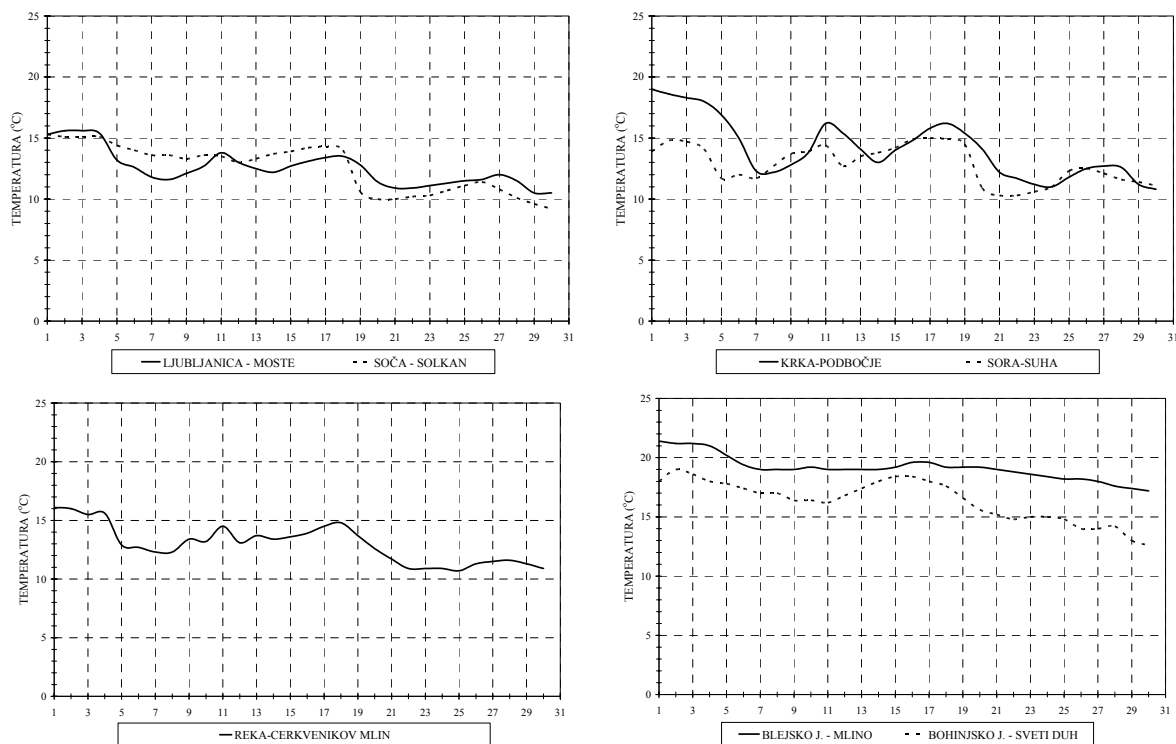 25
20
15
10
5
0
TEMPERATURA (°C)
1 3 5 7 9 11 13 15 17 19 21 23 25 27 29 31
LJUBLJANICA - MOSTE SOČA - SOLKAN
25
20
15
10
5
0
TEMPERATURA (°C)
1 3 5 7 9 11 13 15 17 19 21 23 25 27 29 31
KRKA-PODBOČJE SORA-SUHA
25
20
15
10
5
0
TEMPERATURA (°C)
1 3 5 7 9 11 13 15 17 19 21 23 25 27 29 31
REKA-CERKVENIKOV MLIN
25
20
15
10
5
0
TEMPERATURA (°C)
1 3 5 7 9 11 13 15 17 19 21 23 25 27 29 31
BLEJSKO J. - MLINO BOHINJSKO J. - SVETI DUH